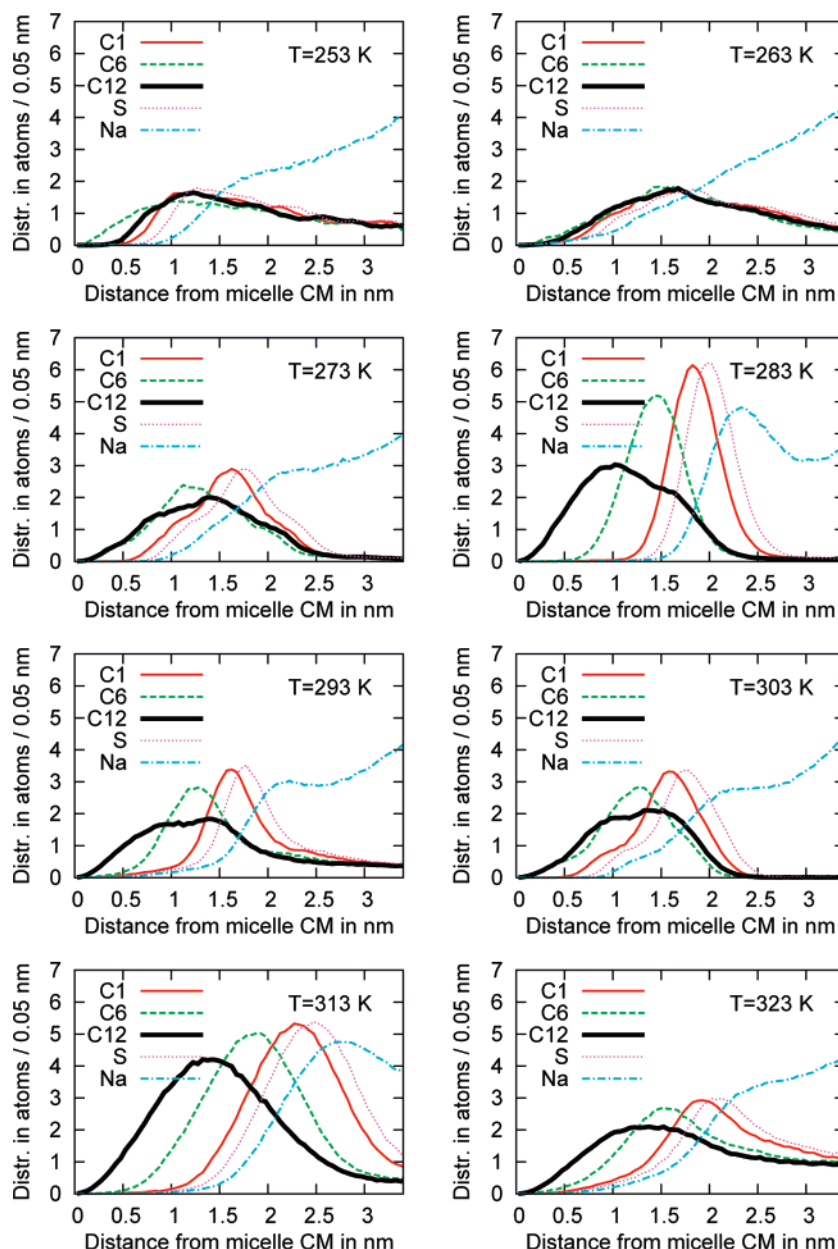 Distr. in atoms / 0.05 nm
7
6
5
4
3
2
1
0
C1
C6
C12
S
Na
T=253 K
0 0.5 1 1.5 2 2.5 3
Distance from micelle CM in nm
7
6
5
4
3
2
1
0
Distr. in atoms / 0.05 nm
C1
C6
C12
S
Na
T=263 K
0 0.5 1 1.5 2 2.5 3
Distance from micelle CM in nm
Distr. in atoms / 0.05 nm
7
6
5
4
3
2
1
0
C1
C6
C12
S
Na
T=273 K
0 0.5 1 1.5 2 2.5 3
Distance from micelle CM in nm
Distr. in atoms / 0.05 nm
7
6
5
4
3
2
1
0
C1
C6
C12
S
Na
T=283 K
0 0.5 1 1.5 2 2.5 3
Distance from micelle CM in nm
Distr. in atoms / 0.05 nm
7
6
5
4
3
2
1
0
C1
C6
C12
S
Na
T=293 K
0 0.5 1 1.5 2 2.5 3
Distance from micelle CM in nm
Distr. in atoms / 0.05 nm
7
6
5
4
3
2
1
0
C1
C6
C12
S
Na
T=303 K
0 0.5 1 1.5 2 2.5 3
Distance from micelle CM in nm
Distr. in atoms / 0.05 nm
7
6
5
4
3
2
1
0
C1
C6
C12
S
Na
T=313 K
0 0.5 1 1.5 2 2.5 3
Distance from micelle CM in nm
Distr. in atoms / 0.05 nm
7
6
5
4
3
2
1
0
C1
C6
C12
S
Na
T=323 K
0 0.5 1 1.5 2 2.5 3
Distance from micelle CM in nm